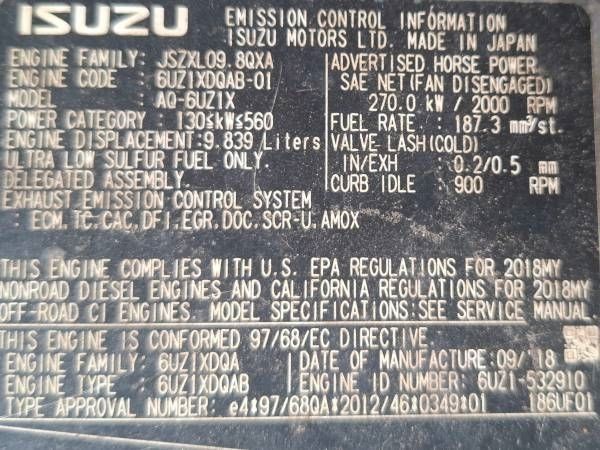 ISUZU
EMISSION CONTROL INFORMATION
ISUZU MOTORS LTD. MADE IN JAPAN
ENGINE FAMILY: JSZXL09.8QXA
ENGINE CODE : 6UZ1XDQAB-01
MODEL : AQ-6UZ1X
POWER CATEGORY : 130≤kW≤560
ENGINE DISPLACEMENT:9.839 Liters
ULTRA LOW SULFUR FUEL ONLY.
DELEGATED ASSEMBLY.
EXHAUST EMISSION CONTROL SYSTEM
: ECM.TC.CAC.DFI.EGR.DOC.SCR-U.AMOX
ADVERTISED HORSE POWER
SAE NET(FAN DISENGAGED)
270.0 kW / 2000 RPM
FUEL RATE : 187.3 mm³/st.
VALVE LASH(COLD)
IN/EXH : 0.2/0.5 mm
CURB IDLE : 900 RPM
THIS ENGINE COMPLIES WITH U.S. EPA REGULATIONS FOR 2018MY
NONROAD DIESEL ENGINES AND CALIFORNIA REGULATIONS FOR 2018MY
OFF-ROAD CI ENGINES. MODEL SPECIFICATIONS:SEE SERVICE MANUAL.
THIS ENGINE IS CONFORMED 97/68/EC DIRECTIVE.
ENGINE FAMILY: 6UZ1XDQA
DATE OF MANUFACTURE:09/'18
ENGINE TYPE : 6UZ1XDQAB
ENGINE ID NUMBER: 6UZ1-532910
TYPE APPROVAL NUMBER: e4*97/68QA*2012/46*0349*01
186UF01